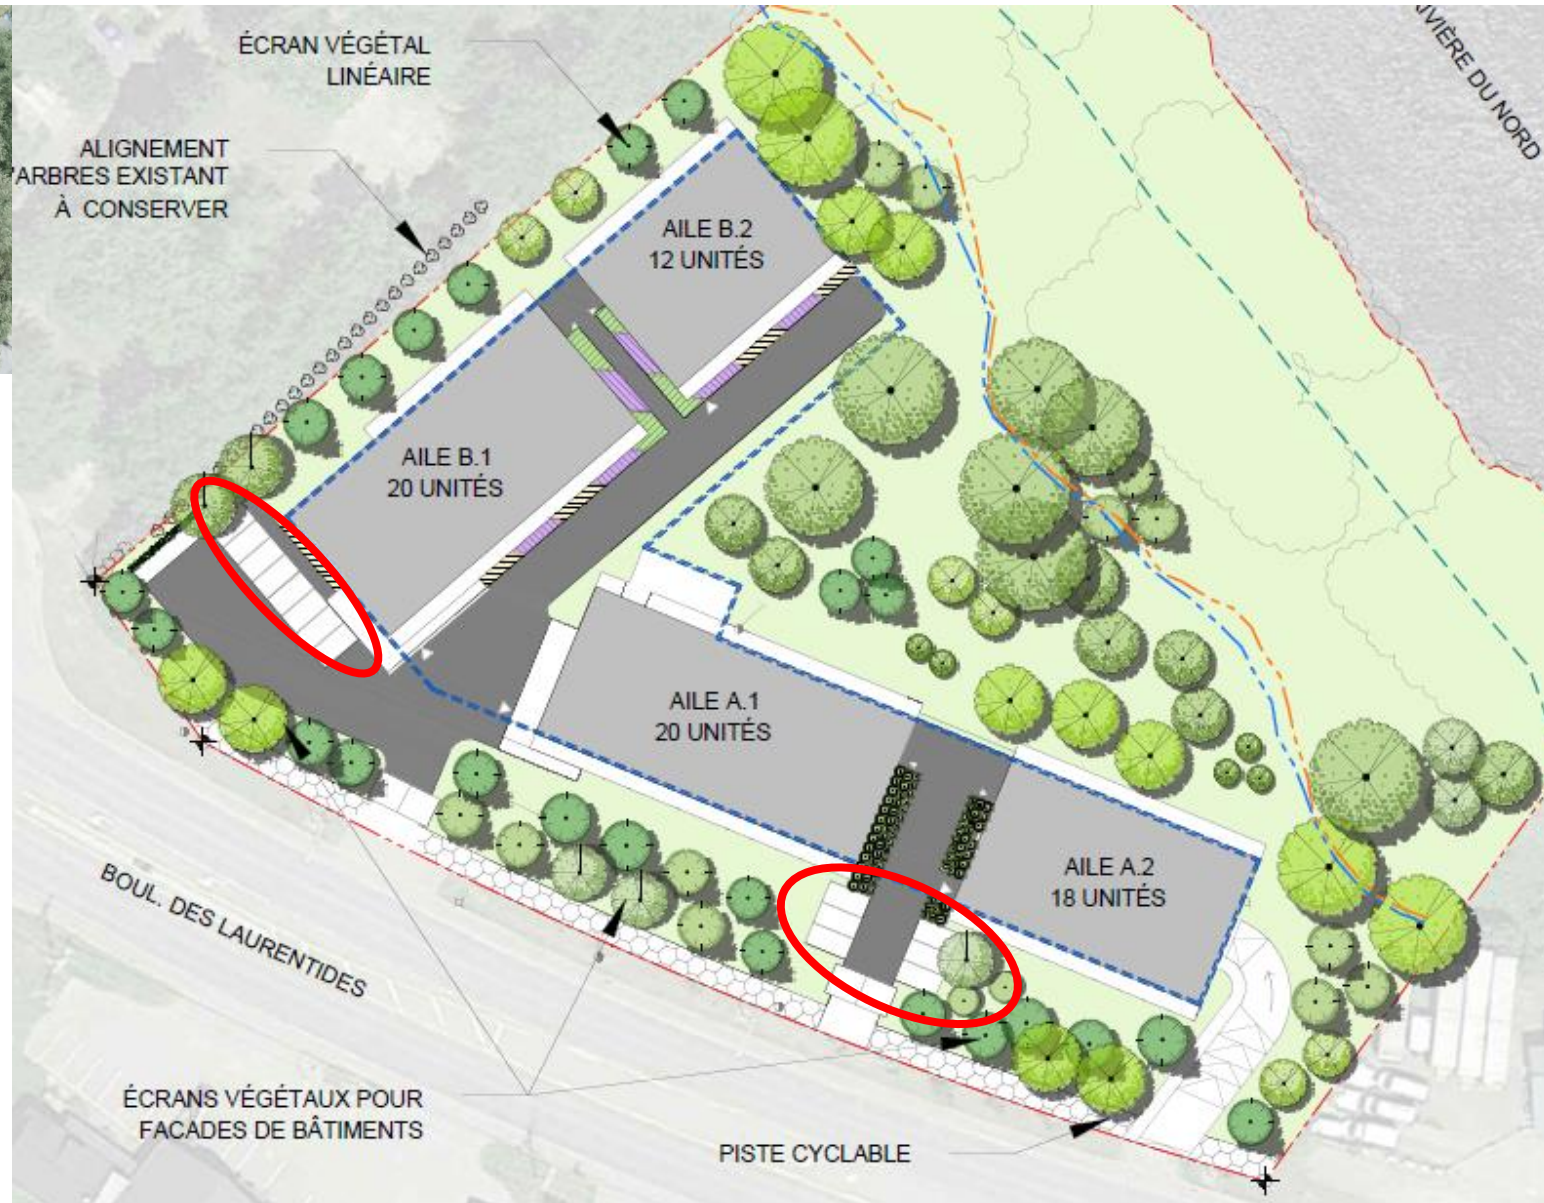 ÉCRAN VÉGÉTAL
LINÉAIRE
ALIGNEMENT
'ARBRES EXISTANT
À CONSERVER
IVIÈRE DU NORD
AILE B.2
12 UNITÉS
AILE B.1
20 UNITÉS
AILE A.1
20 UNITÉS
AILE A.2
18 UNITÉS
BOUL. DES LAURENTIDES
ÉCRANS VÉGÉTAUX POUR
FACADES DE BÂTIMENTS
PISTE CYCLABLE